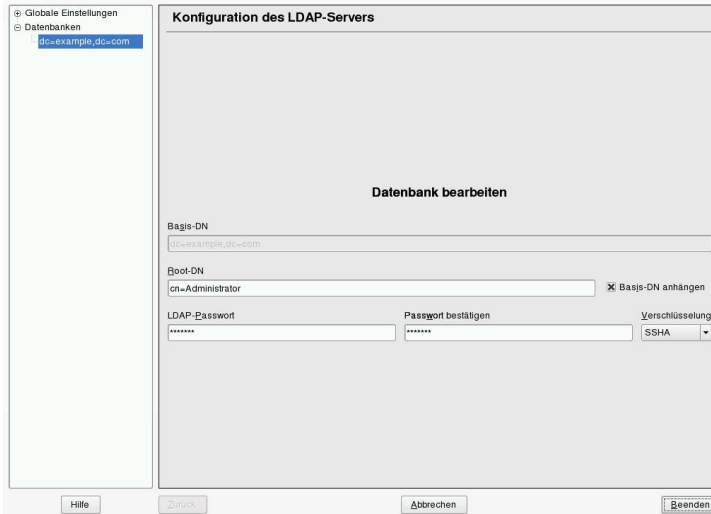 Globale Einstellungen
Datenbanken
dc=example,dc=com
Konfiguration des LDAP-Servers
Datenbank bearbeiten
Basis-DN
dc=example,dc=com
Root-DN
cn=Administrator
Basis-DN anhängen
LDAP-Passwort
Passwort bestätigen
Verschlüsselung
*******
*******
SSHA
Hilfe
Zurück
Abbrechen
Beenden